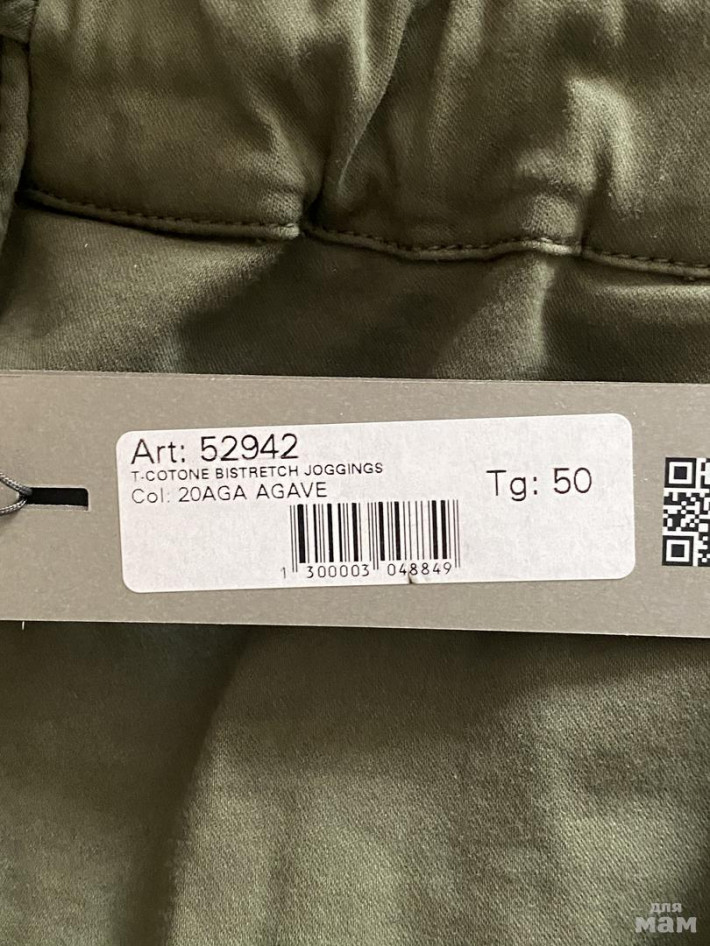 Art: 52942
T-COTONE BISTRETCH JOGGINGS
Col: 20AGA AGAVE
Tg: 50
1 300003 048849
для
мам